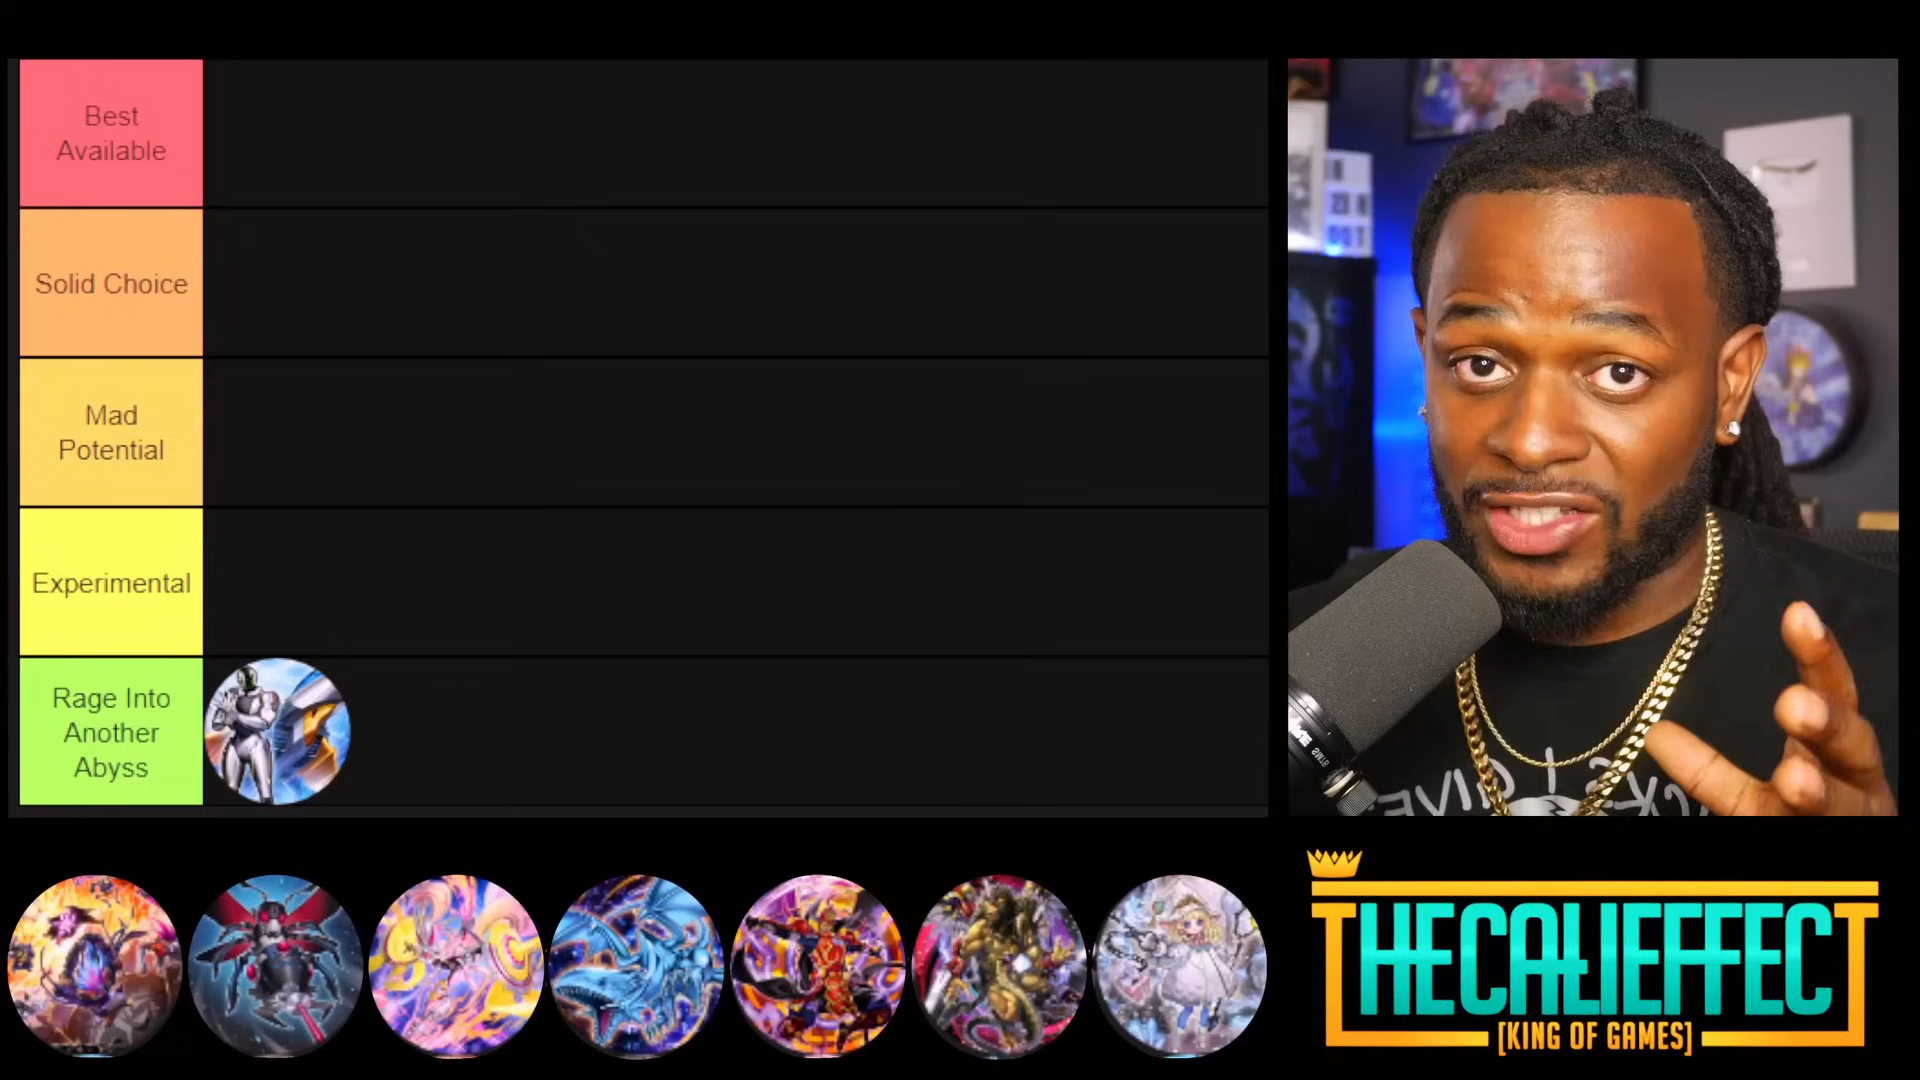 Best
Available
Solid Choice
Mad
Potential
Experimental
Rage Into
Another
Abyss
THECALIEFFECT
[KING OF GAMES]